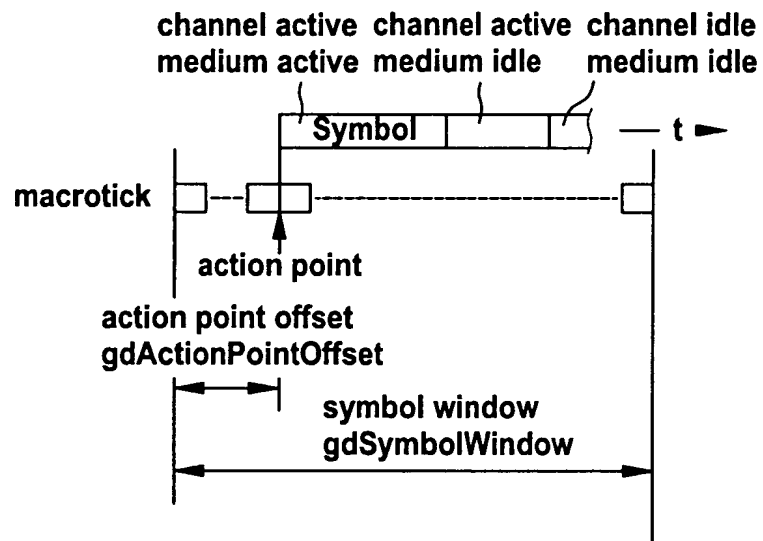 channel active channel active channel idle
medium active medium idle medium idle
Symbol
t
macrotick
action point
action point offset
gdActionPointOffset
symbol window
gdSymbolWindow